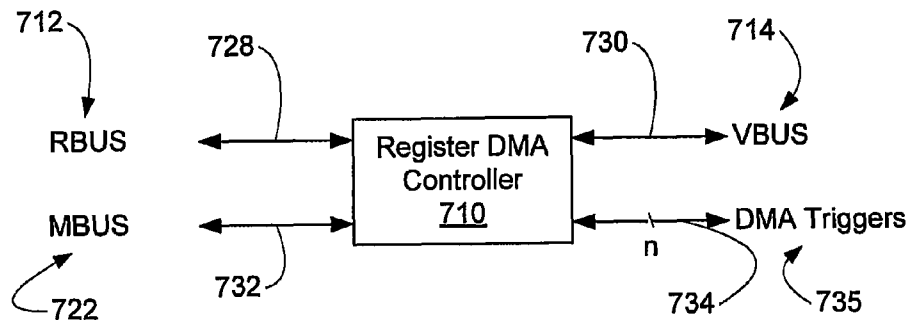 712
728
730
714
RBUS
Register DMA
Controller
710
VBUS
MBUS
DMA Triggers
n
722
732
734
735